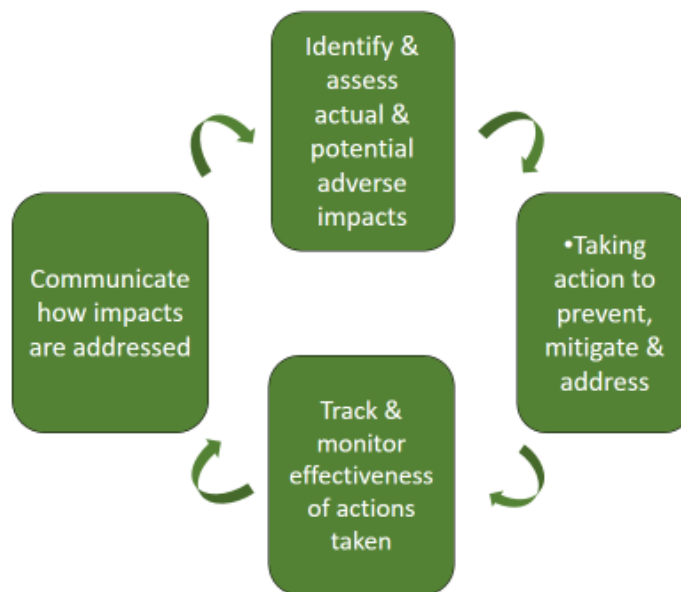 Identify &
assess
actual &
potential
adverse
impacts
•Taking
action to
prevent,
mitigate &
address
Track &
monitor
effectiveness
of actions
taken
Communicate
how impacts
are addressed